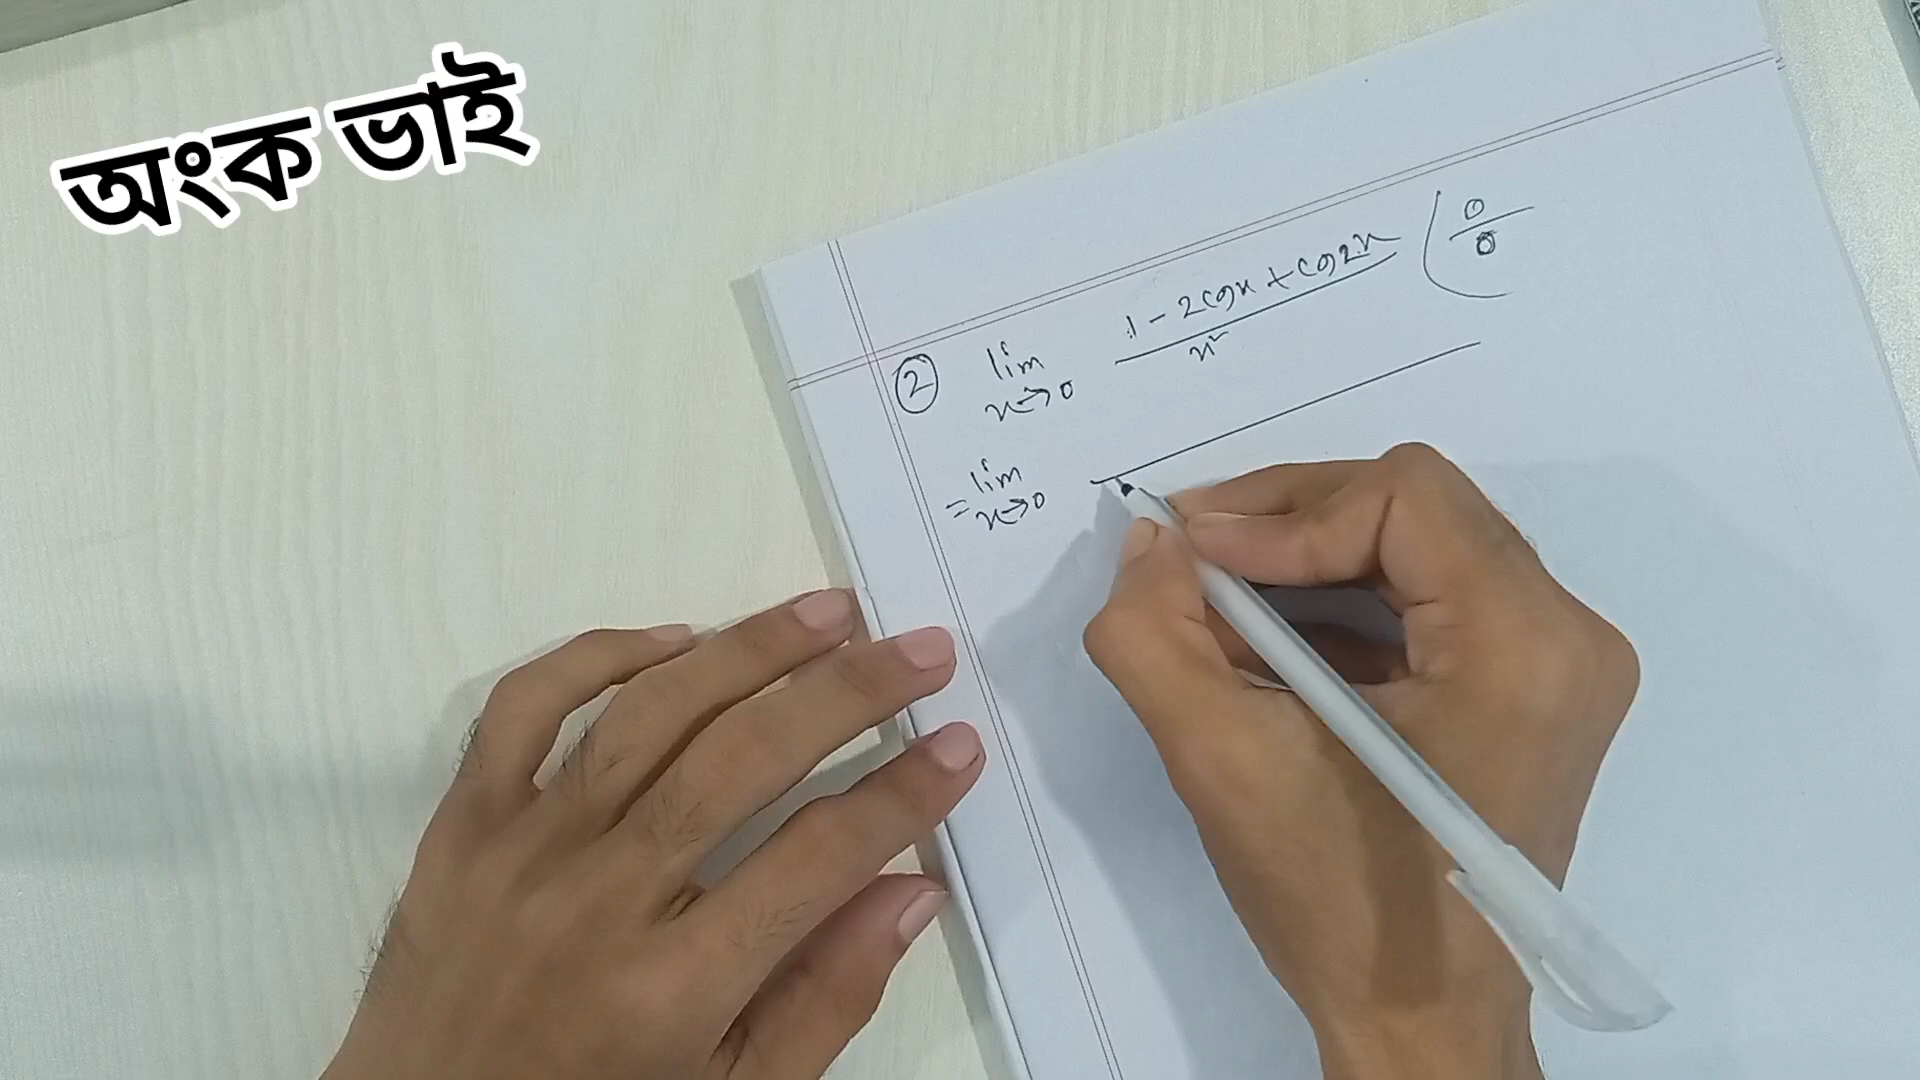 অংক ভাই
② lim x→0 (1 - 2cosx + cos2x)/x² (0/0
= lim x→0